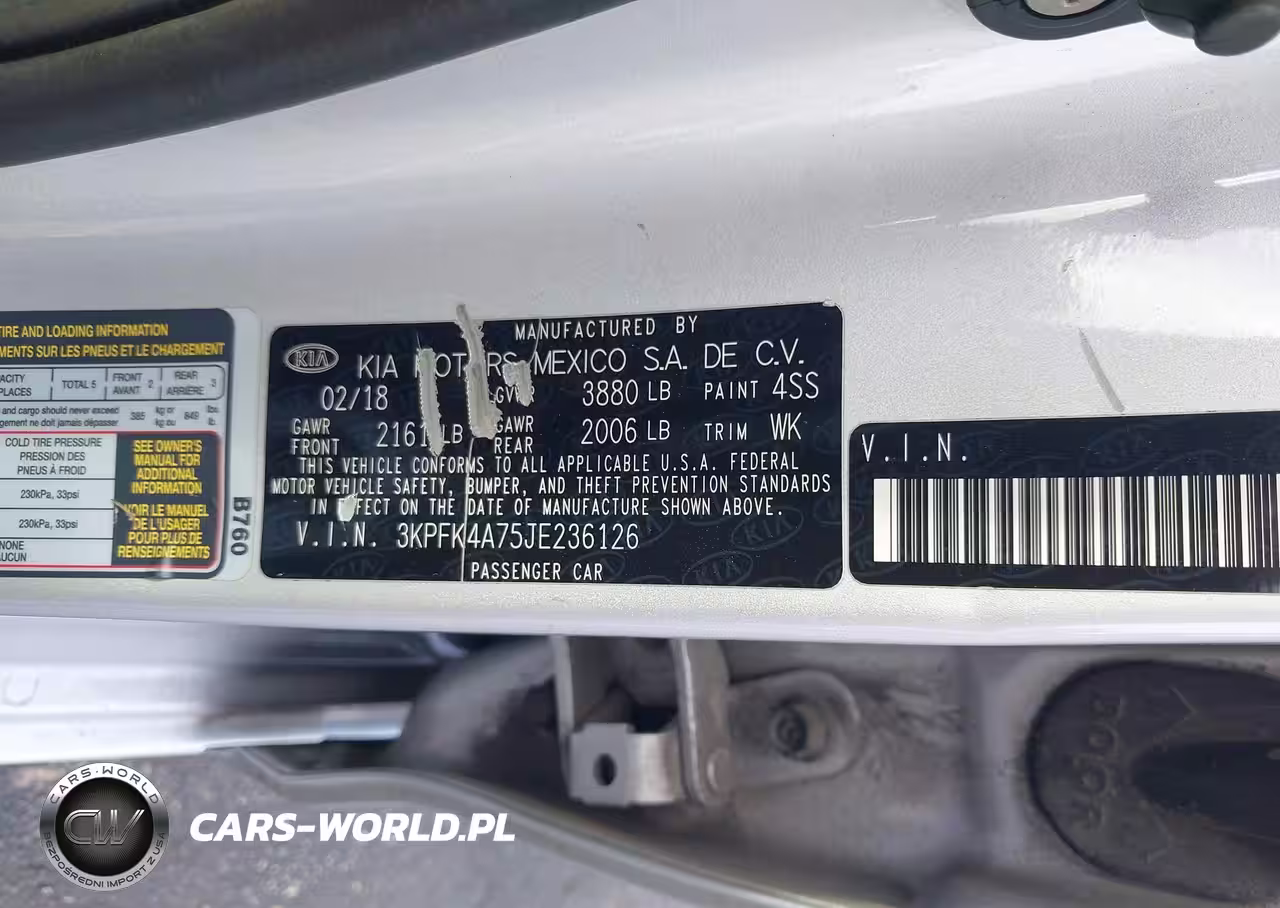 TIRE AND LOADING INFORMATION
EMENTS SUR LES PNEUS ET LE CHARGEMENT
ACITY
PLACES
TOTAL 5
FRONT
AVANT 2
REAR
ARRIÈRE 3
and cargo should never exceed
gement ne doit jamais dépasser
385
kg or
kg ou
849
lbs.
lb.
COLD TIRE PRESSURE
PRESSION DES
PNEUS À FROID
230kPa, 33psi
230kPa, 33psi
NONE
AUCUN
SEE OWNER'S
MANUAL FOR
ADDITIONAL
INFORMATION
VOIR LE MANUEL
DE L'USAGER
POUR PLUS DE
RENSEIGNEMENTS
B760
KIA
MANUFACTURED BY
KIA MOTORS MEXICO S.A. DE C.V.
02/18 GVWR 3880 LB PAINT 4SS
GAWR
FRONT
LB
GAWR
REAR
2006 LB TRIM WK
THIS VEHICLE CONFORMS TO ALL APPLICABLE U.S.A. FEDERAL
MOTOR VEHICLE SAFETY, BUMPER, AND THEFT PREVENTION STANDARDS
IN EFFECT ON THE DATE OF MANUFACTURE SHOWN ABOVE.
V.I.N. 3KPFK4A75JE236126
PASSENGER CAR
V.I.N.
CARS-WORLD
CW
BEZPOŚREDNI IMPORT Z USA
CARS-WORLD.PL